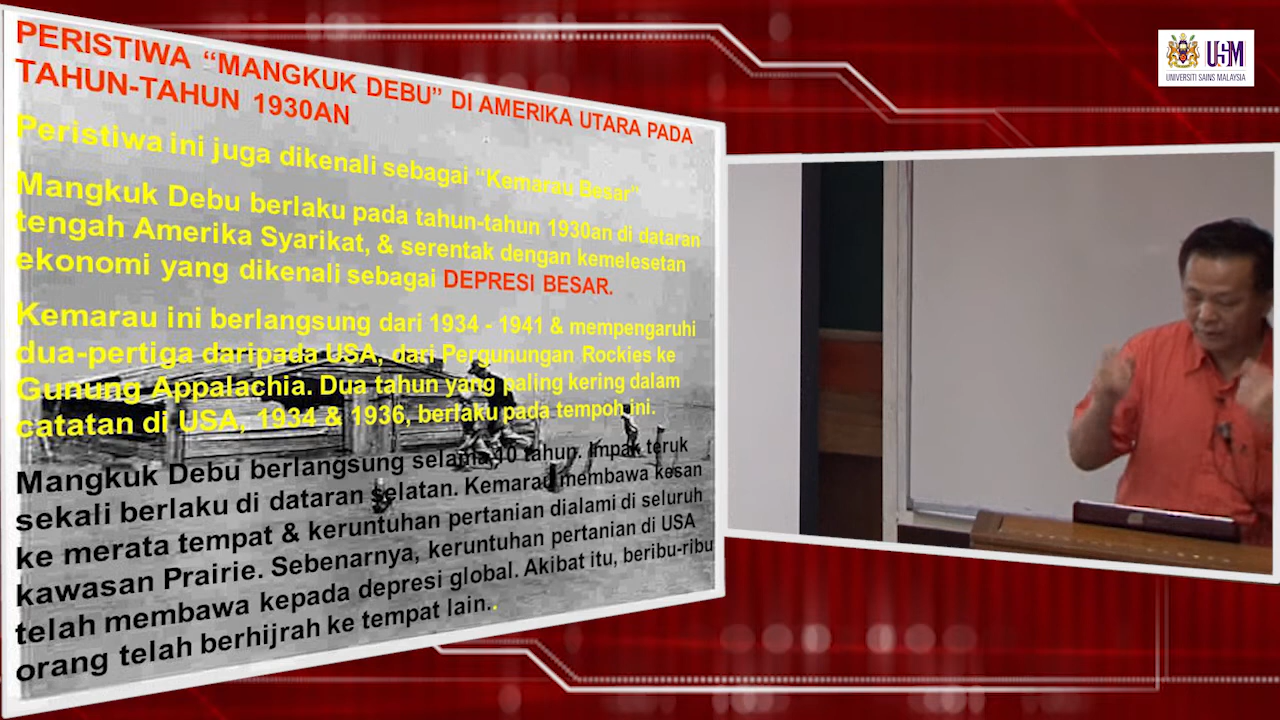 PERISTIWA “MANGKUK DEBU” DI AMERIKA UTARA PADA
TAHUN-TAHUN 1930AN
Peristiwa ini juga dikenali sebagai “Kemarau Besar”
Mangkuk Debu berlaku pada tahun-tahun 1930an di dataran
tengah Amerika Syarikat, & serentak dengan kemelesetan
ekonomi yang dikenali sebagai DEPRESI BESAR.
Kemarau ini berlangsung dari 1934 - 1941 & mempengaruhi
dua-pertiga daripada USA, dari Pergunungan Rockies ke
Gunung Appalachia. Dua tahun yang paling kering dalam
catatan di USA, 1934 & 1936, berlaku pada tempoh ini.
Mangkuk Debu berlangsung selama 10 tahun. Impak teruk
sekali berlaku di dataran selatan. Kemarau membawa kesan
ke merata tempat & keruntuhan pertanian dialami di seluruh
kawasan Prairie. Sebenarnya, keruntuhan pertanian di USA
telah membawa kepada depresi global. Akibat itu, beribu-ribu
orang telah berhijrah ke tempat lain..
USM
UNIVERSITI SAINS MALAYSIA